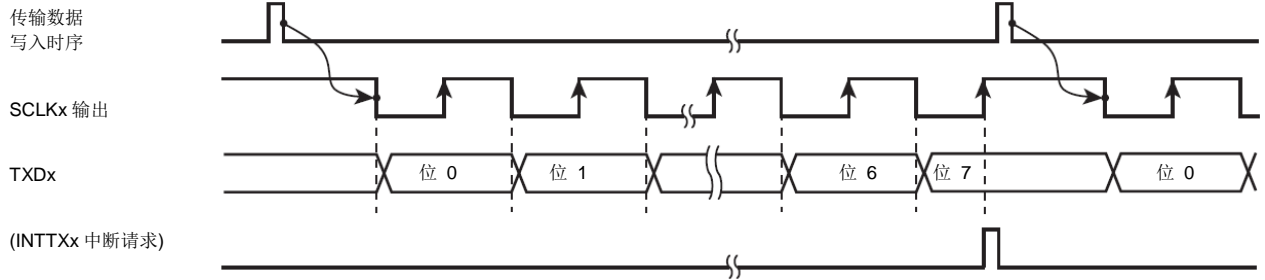 传输数据
写入时序
SCLKx 输出
TXDx
位 0
位 1
位 6
位 7
位 0
(INTTXx 中断请求)